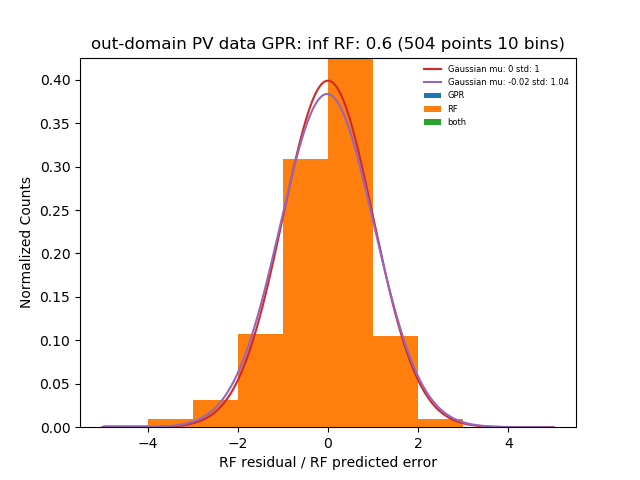 out-domain PV data GPR: inf RF: 0.6 (504 points 10 bins)
Gaussian mu: 0 std: 1
Gaussian mu: -0.02 std: 1.04
GPR
RF
both
0.40
0.35
0.30
0.25
0.20
0.15
0.10
0.05
0.00
Normalized Counts
−4
−2
0
2
4
RF residual / RF predicted error